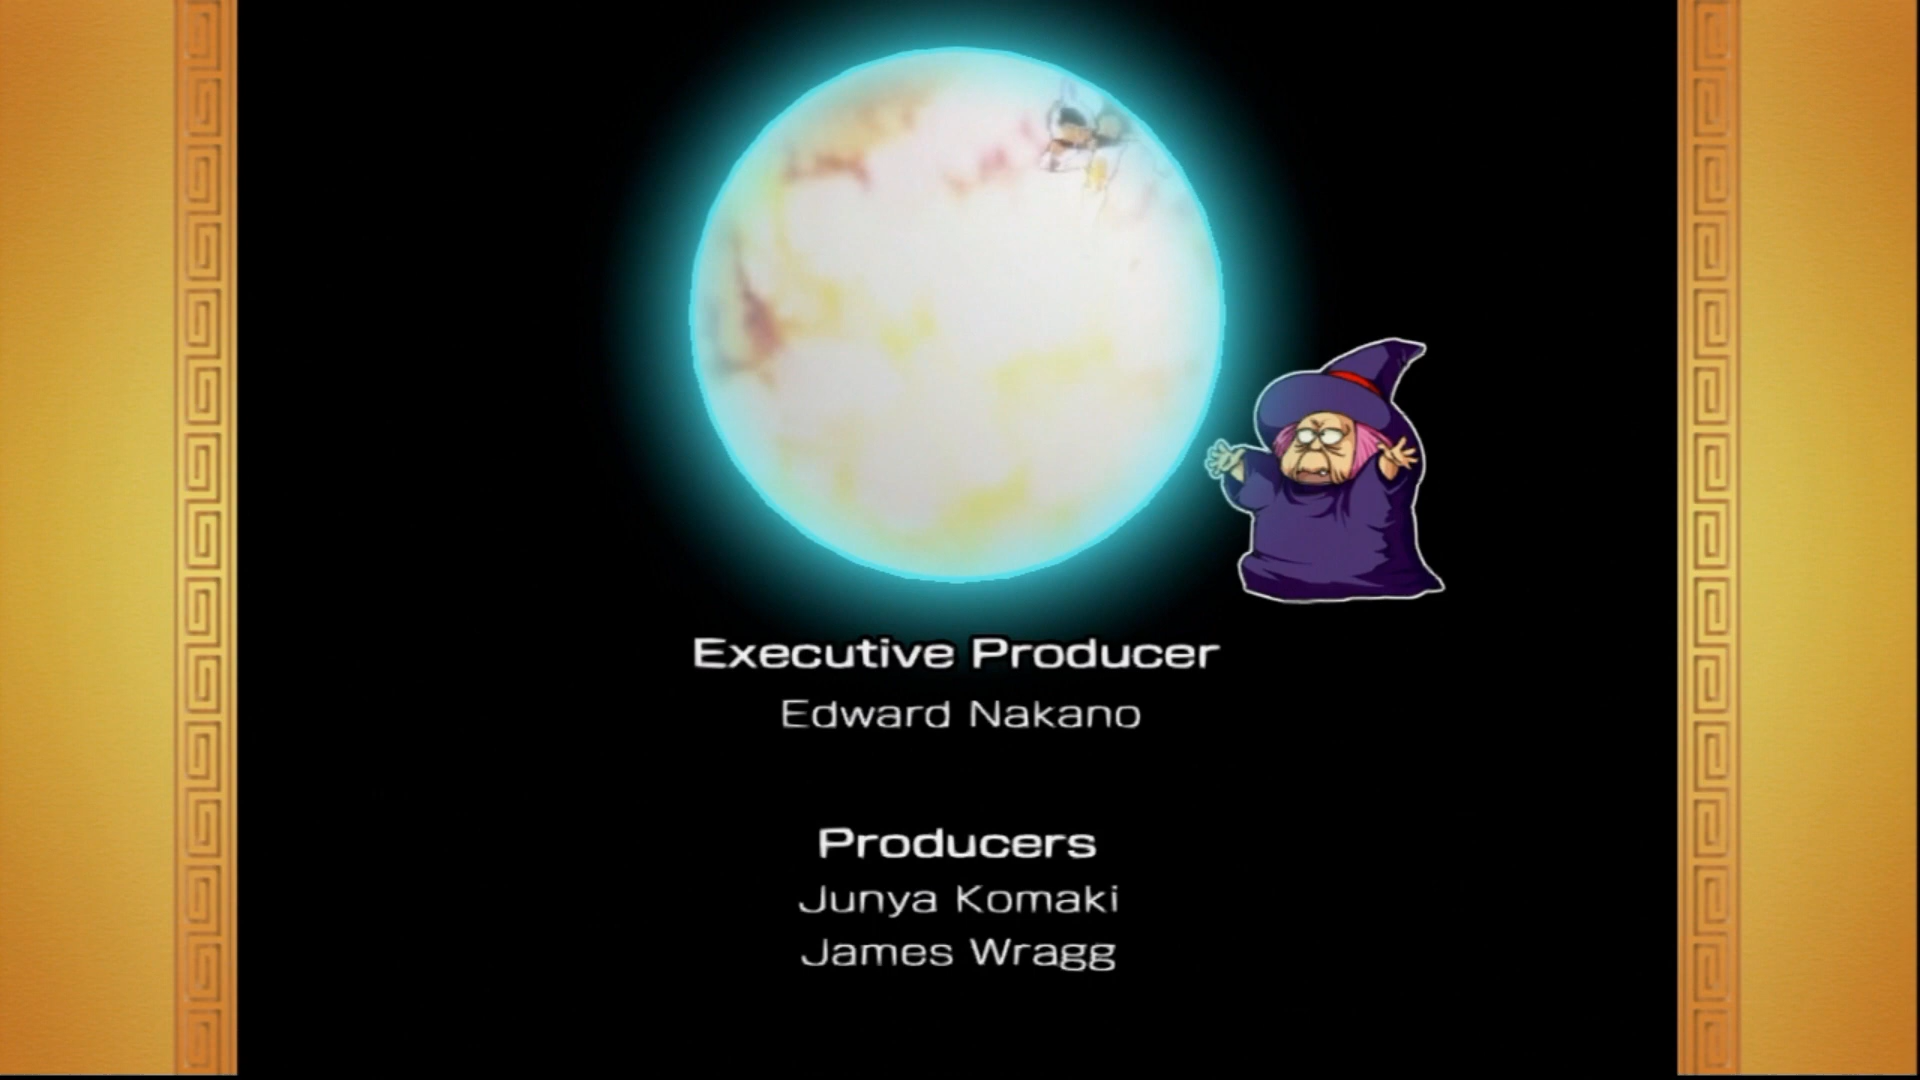 Executive Producer
Edward Nakano
Producers
Junya Komaki
James Wragg